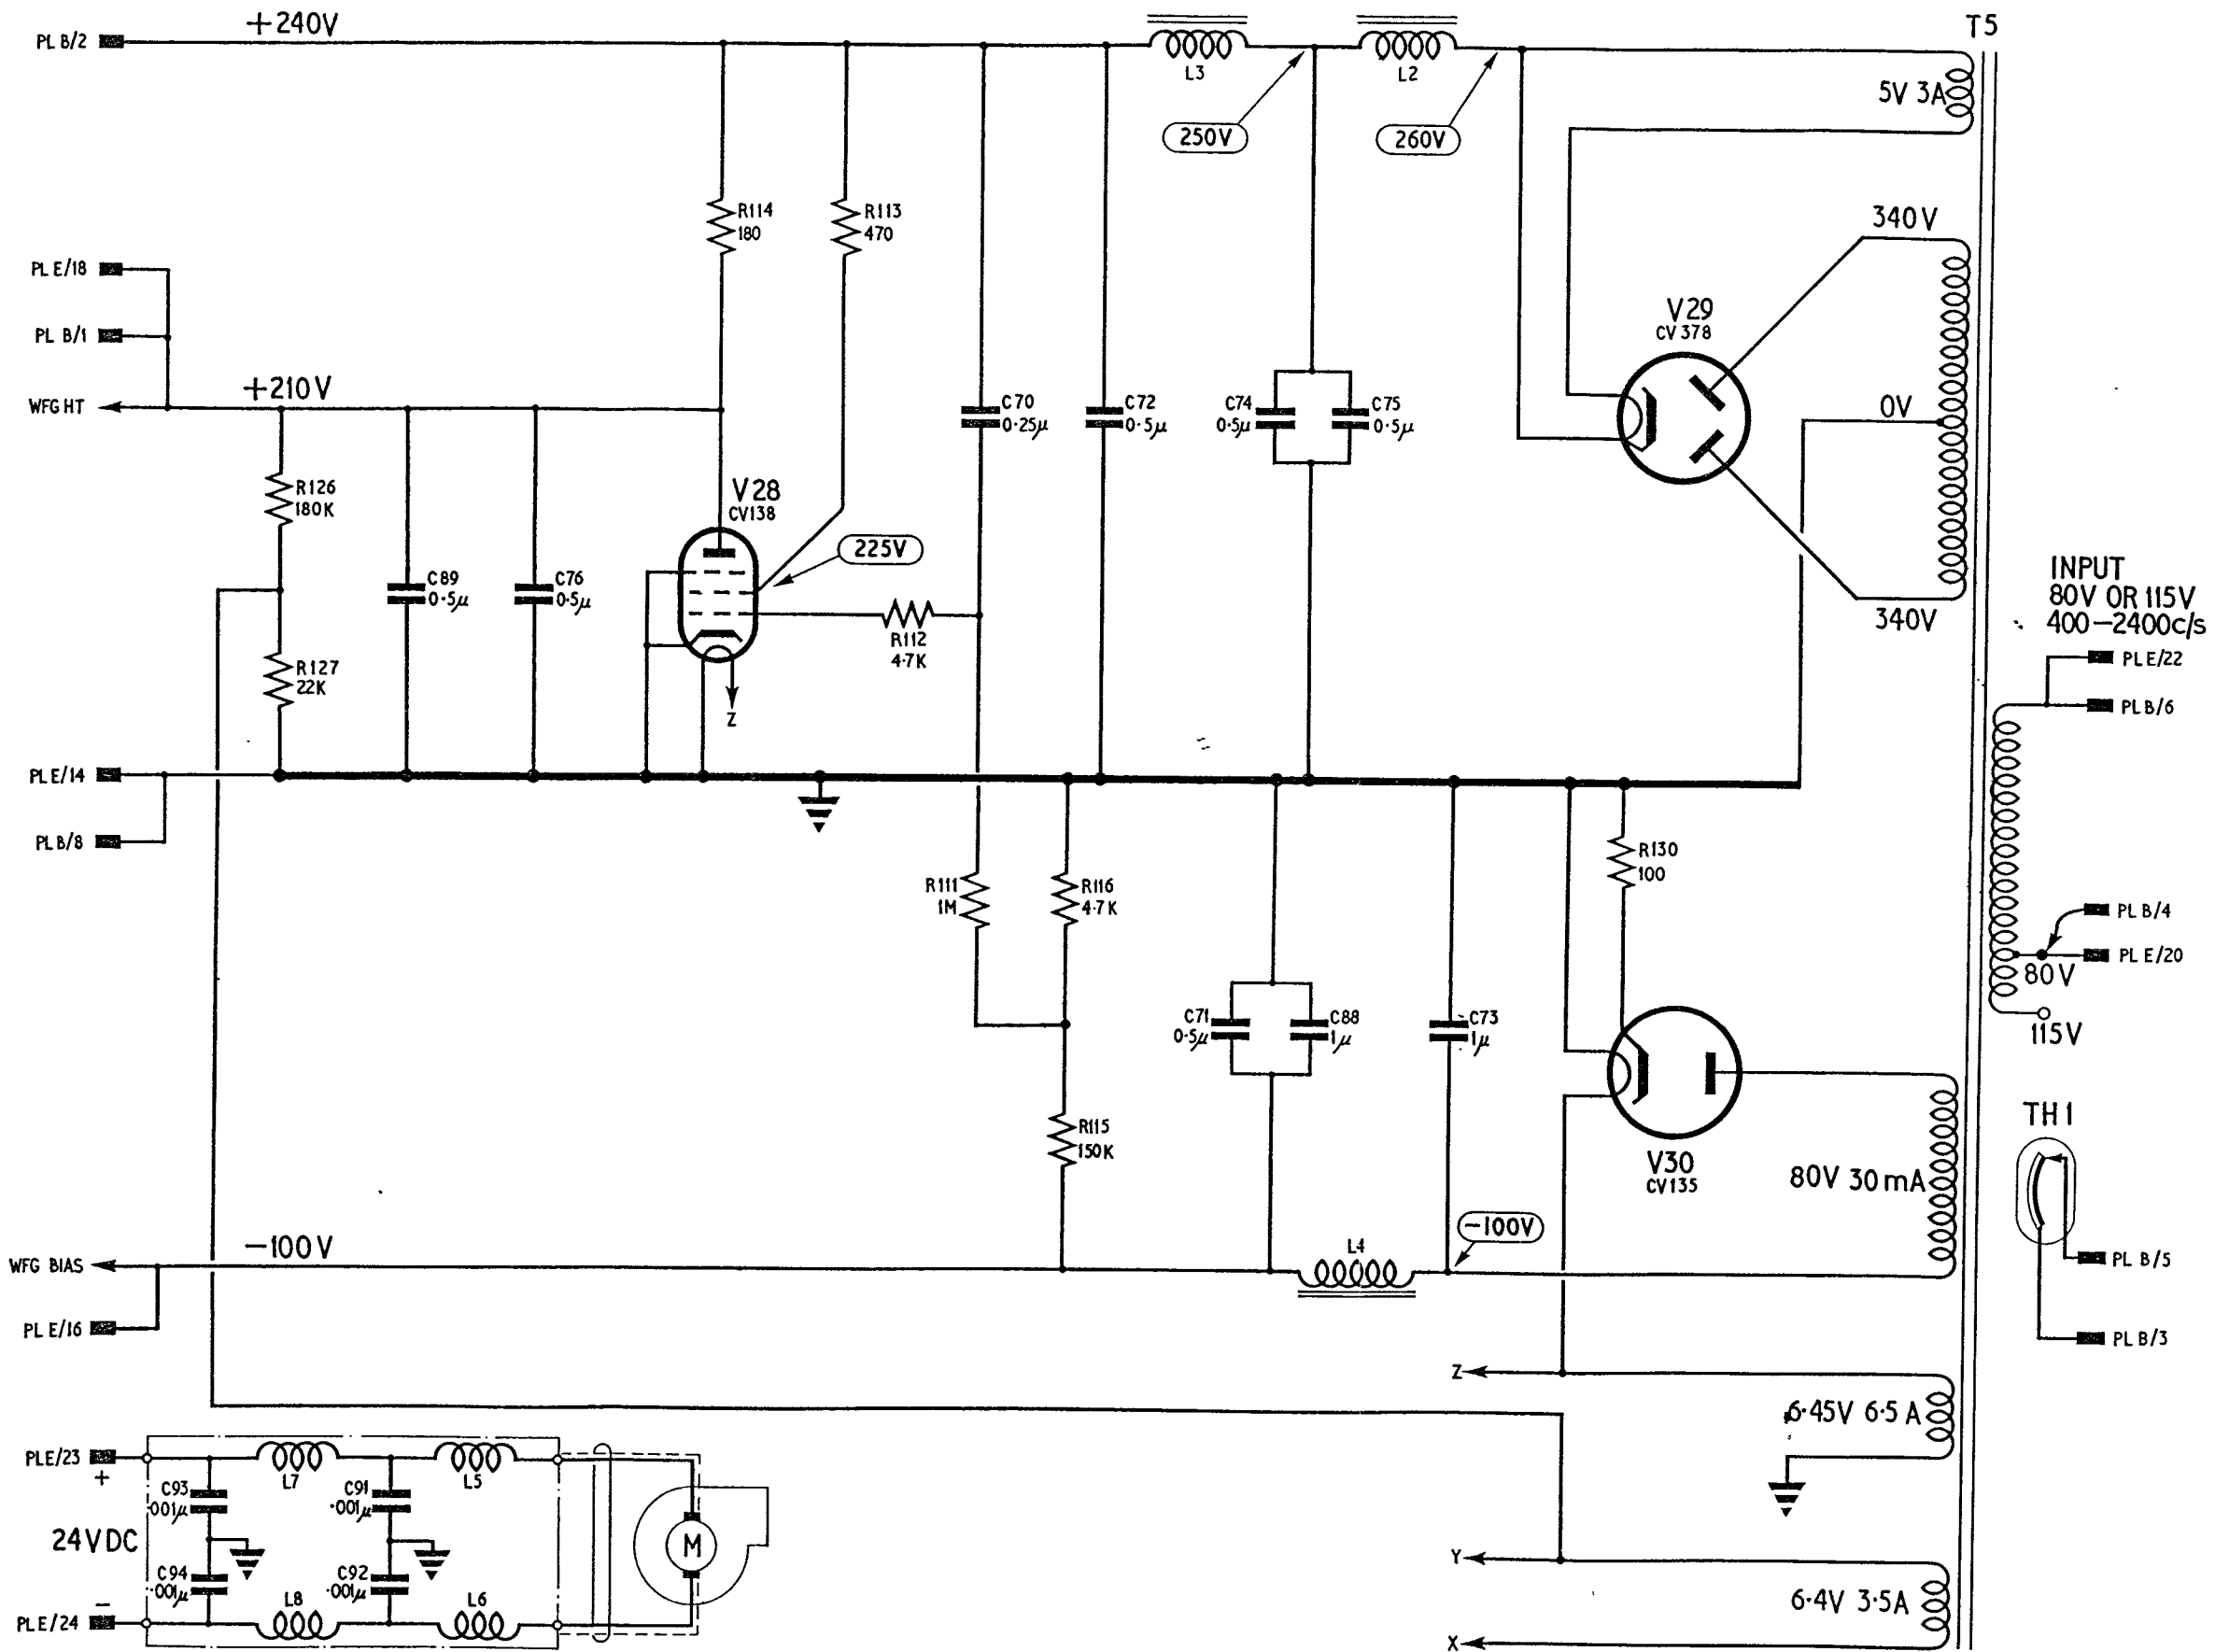 T5
PL B/2
+240V
L3
L2
250V
260V
5V 3A
R114
180
R113
470
340V
PL E/18
PL B/1
V29
CV 378
+210V
WFG HT
C70
0·25µ
C72
0·5µ
C74
0·5µ
C75
0·5µ
0V
R126
180K
V28
CV138
225V
C89
0·5µ
C76
0·5µ
R112
4·7K
340V
INPUT
80V OR 115V
400–2400c/s
PL E/22
PL B/6
R127
22K
Z
PL E/14
PL B/8
R130
100
R111
1M
R116
4·7K
PL B/4
PL E/20
80V
115V
C71
0·5µ
C88
1µ
C73
1µ
R115
150K
V30
CV135
80V 30mA
TH 1
−100V
−100V
L4
WFG BIAS
PL B/5
PL E/16
PL B/3
Z
6·45V 6·5 A
PLE/23
+
L7
L5
C93
·001µ
C91
·001µ
24V DC
M
C94
·001µ
C92
·001µ
Y
−
PLE/24
L8
L6
6·4V 3·5A
X